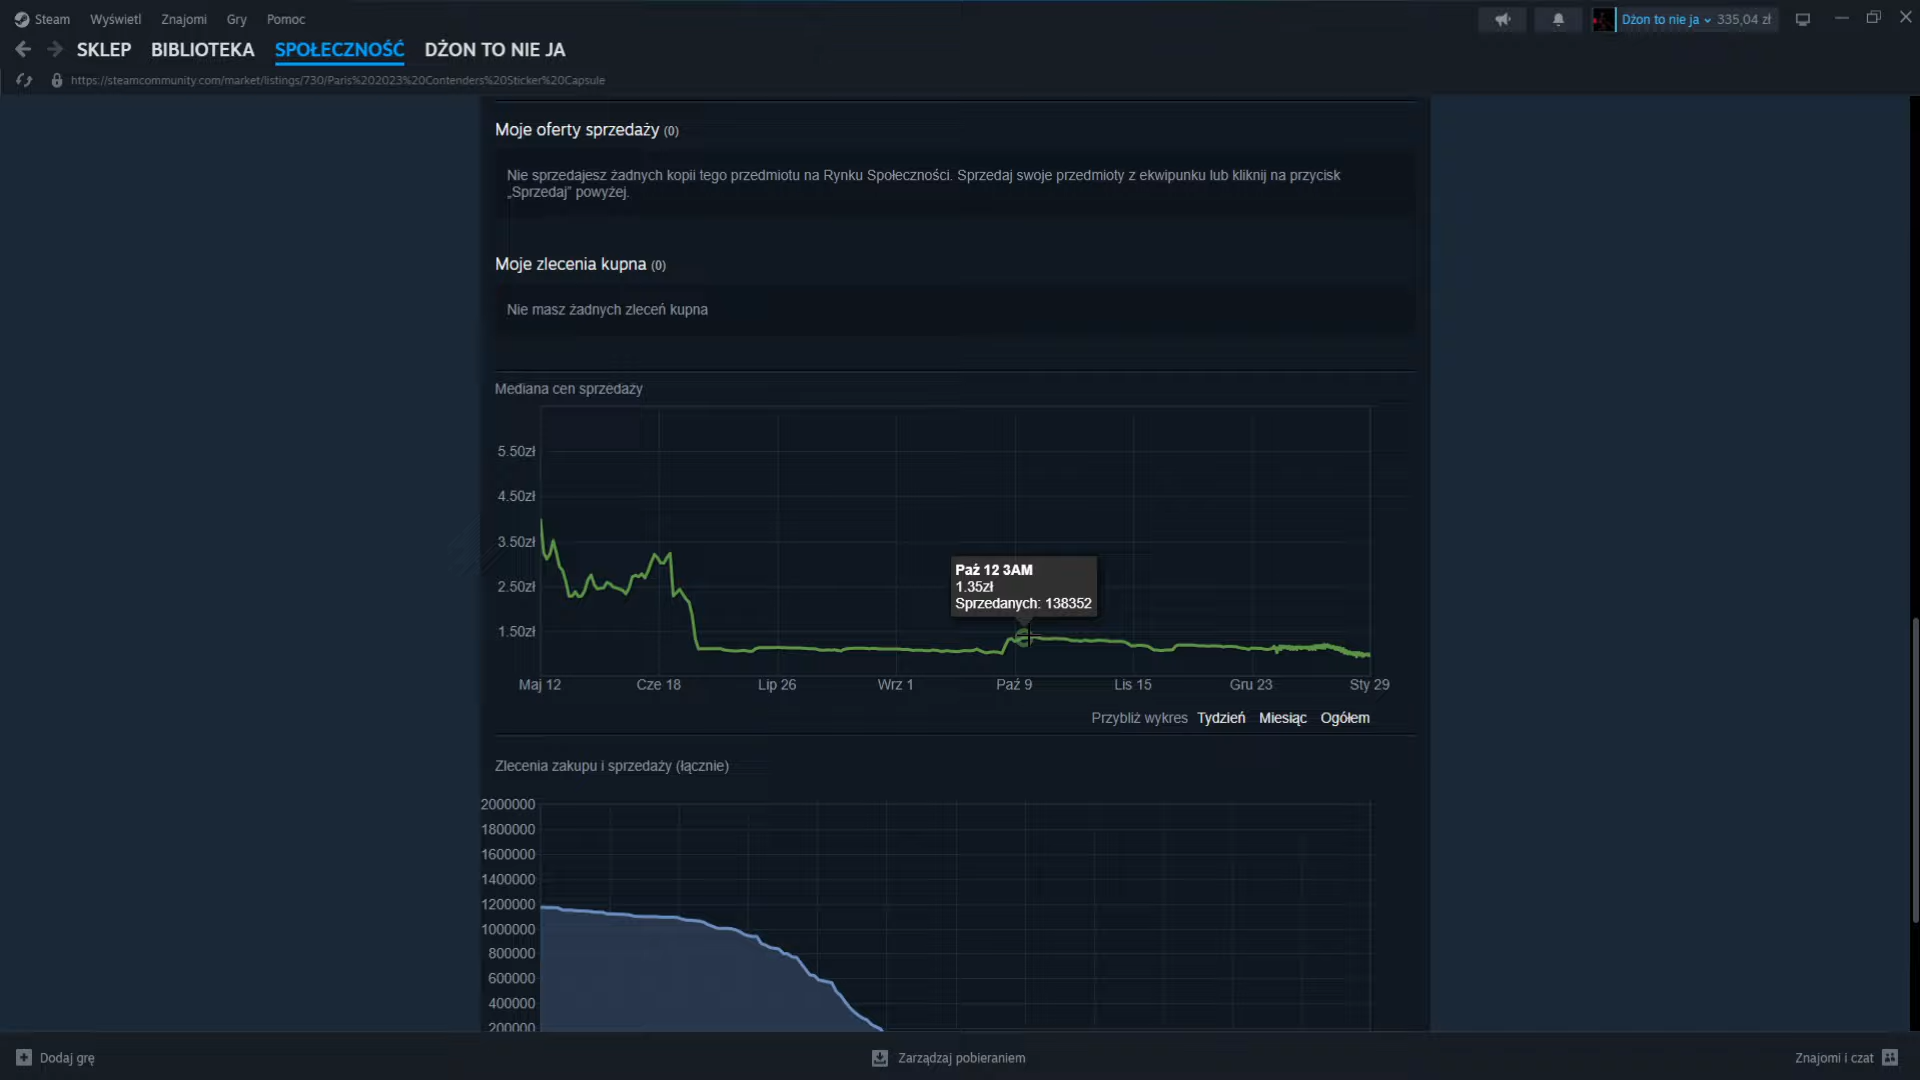 Steam Wyświetl Znajomi Gry Pomoc
Dżon to nie ja 335,04 zł
SKLEP BIBLIOTEKA SPOŁECZNOŚĆ DŻON TO NIE JA
https://steamcommunity.com/market/listings/730/Paris%202023%20Contenders%20Sticker%20Capsule
Moje oferty sprzedaży (0)
Nie sprzedajesz żadnych kopii tego przedmiotu na Rynku Społeczności. Sprzedaj swoje przedmioty z ekwipunku lub kliknij na przycisk
„Sprzedaj” powyżej.
Moje zlecenia kupna (0)
Nie masz żadnych zleceń kupna
Mediana cen sprzedaży
5.50zł
4.50zł
3.50zł
2.50zł
1.50zł
Paź 12 3AM
1.35zł
Sprzedanych: 138352
Maj 12 Cze 18 Lip 26 Wrz 1 Paź 9 Lis 15 Gru 23 Sty 29
Przybliż wykres Tydzień Miesiąc Ogółem
Zlecenia zakupu i sprzedaży (łącznie)
2000000
1800000
1600000
1400000
1200000
1000000
800000
600000
400000
200000
Dodaj grę
Zarządzaj pobieraniem
Znajomi i czat